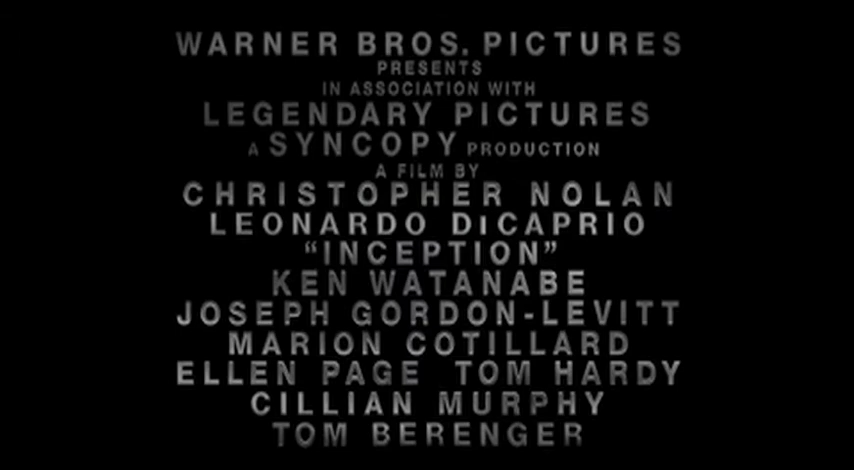 WARNER BROS. PICTURES
PRESENTS
IN ASSOCIATION WITH
LEGENDARY PICTURES
A SYNCOPY PRODUCTION
A FILM BY
CHRISTOPHER NOLAN
LEONARDO DiCAPRIO
“INCEPTION”
KEN WATANABE
JOSEPH GORDON-LEVITT
MARION COTILLARD
ELLEN PAGE TOM HARDY
CILLIAN MURPHY
TOM BERENGER